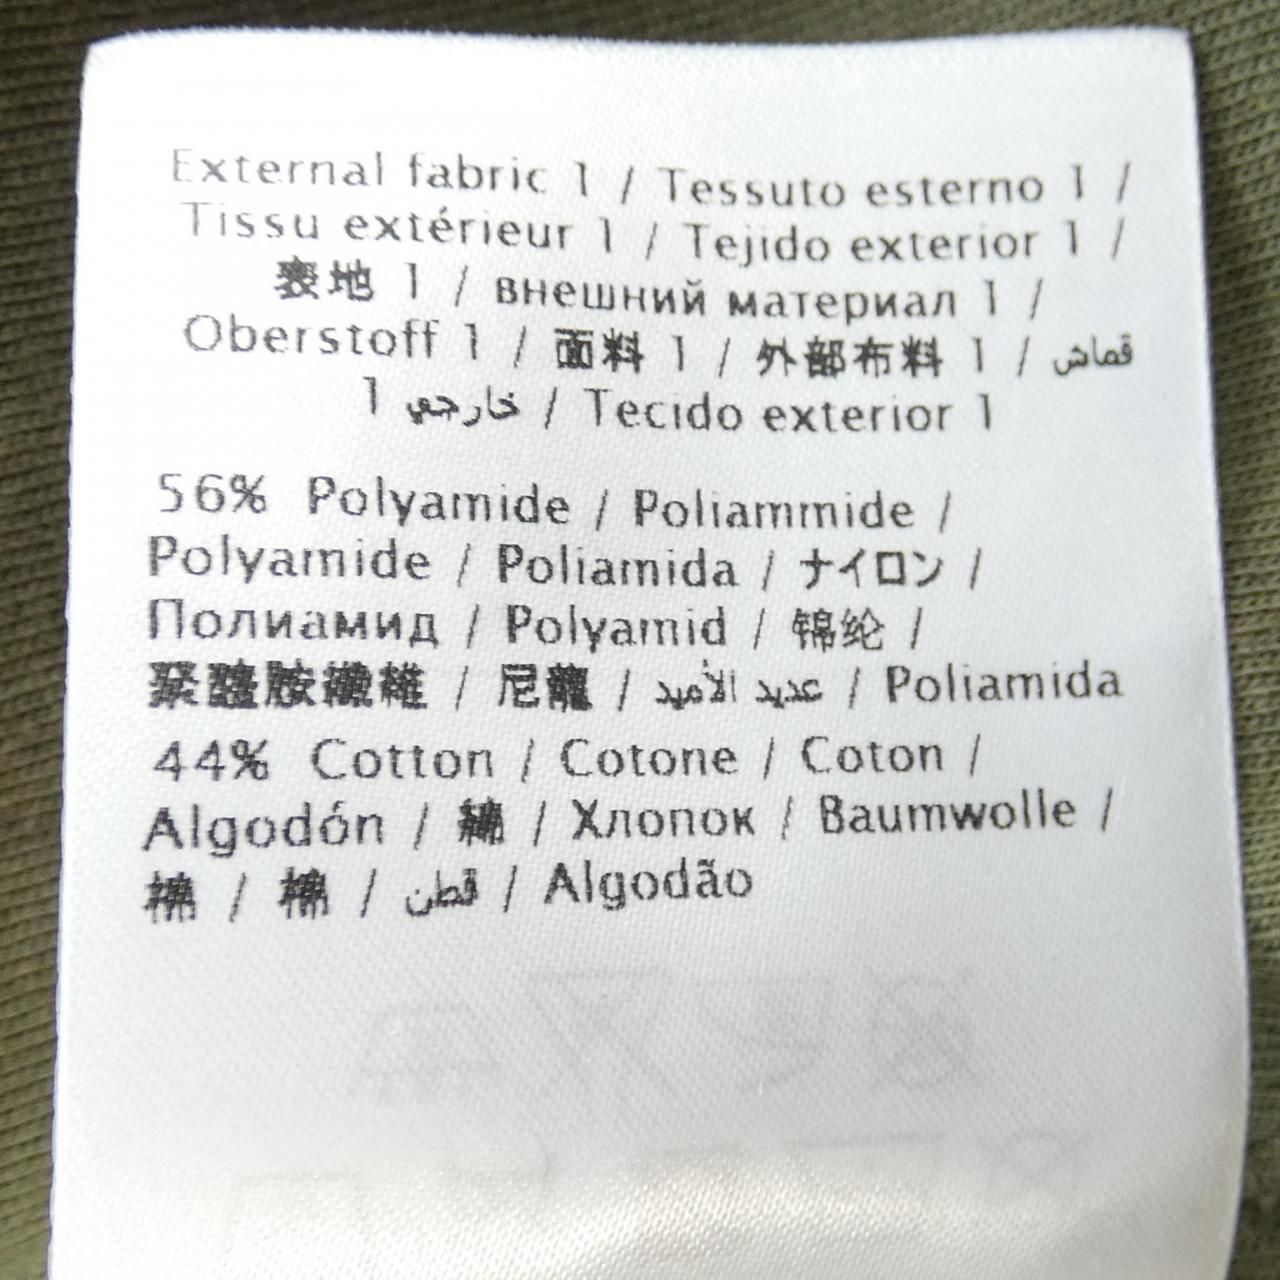 External fabric 1 / Tessuto esterno 1 /
Tissu extérieur 1 / Tejido exterior 1 /
表地 1 / внешний материал 1 /
Oberstoff 1 / 面料 1 / 外部布料 1 / قماش
خارجي 1 / Tecido exterior 1
56% Polyamide / Poliammide /
Polyamide / Poliamida / ナイロン /
Полиамид / Polyamid / 锦纶 /
聚醯胺纖維 / 尼龍 / عديد الأميد / Poliamida
44% Cotton / Cotone / Coton /
Algodón / 綿 / Хлопок / Baumwolle /
棉 / 棉 / قطن / Algodão